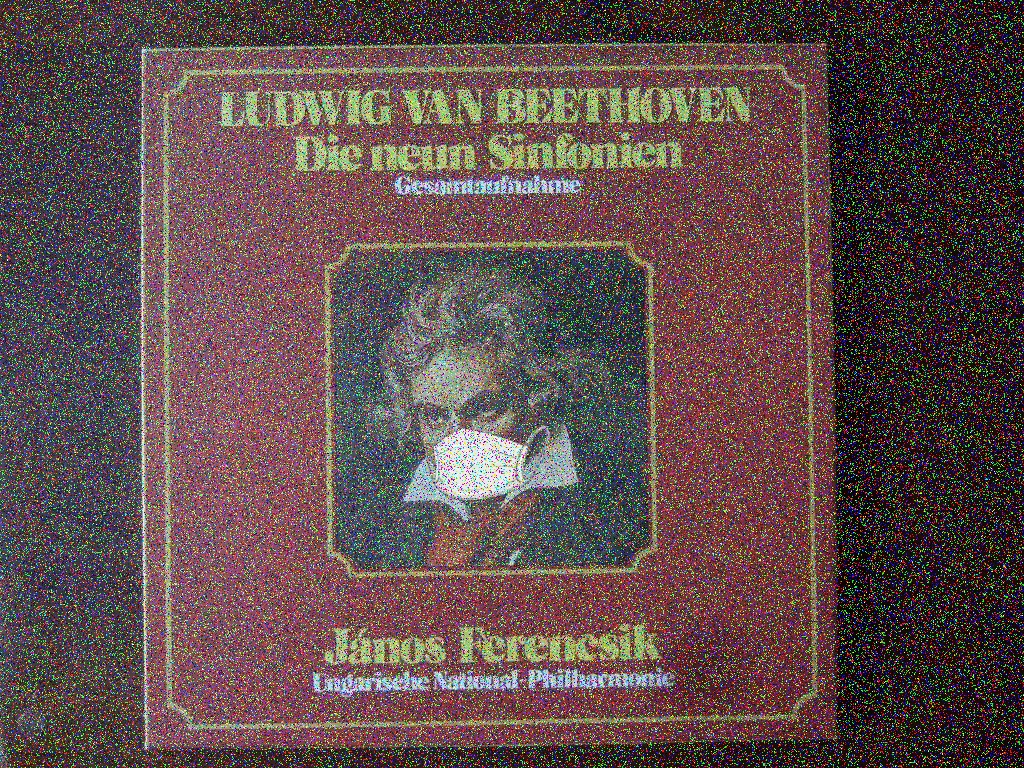 LUDWIG VAN BEETHOVEN
Die neun Sinfonien
Gesamtaufnahme
János Ferencsik
Ungarische National-Philharmonie